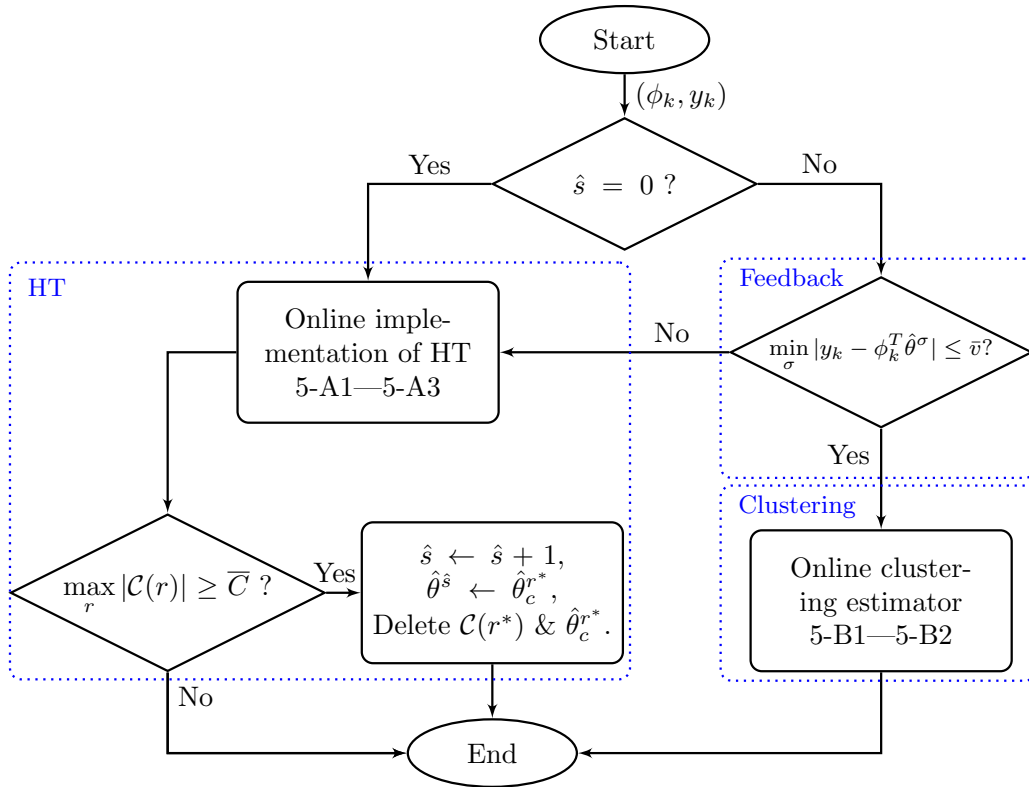 Start
(ϕ_k, y_k)
Yes
No
ŝ = 0 ?
HT
Feedback
Online imple-
mentation of HT
5-A1—5-A3
No
min_σ |y_k − ϕ_k^T θ̂^σ| ≤ v̄?
Yes
Clustering
max_r |𝒞(r)| ≥ C̅ ?
Yes
ŝ ← ŝ + 1,
θ̂^ŝ ← θ̂_c^{r*},
Delete 𝒞(r*) & θ̂_c^{r*}.
Online cluster-
ing estimator
5-B1—5-B2
No
End